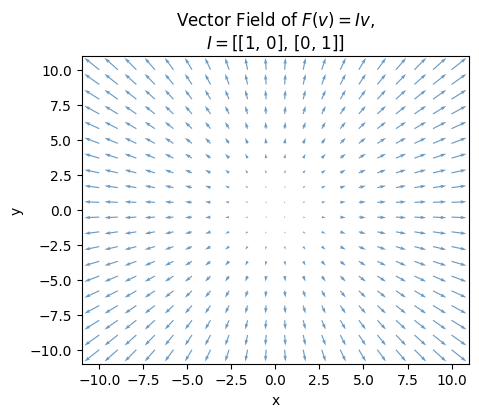 Vector Field of F(v) = Iv,
I = [[1, 0], [0, 1]]
10.0
7.5
5.0
2.5
0.0
−2.5
−5.0
−7.5
−10.0
y
−10.0 −7.5 −5.0 −2.5 0.0 2.5 5.0 7.5 10.0
x